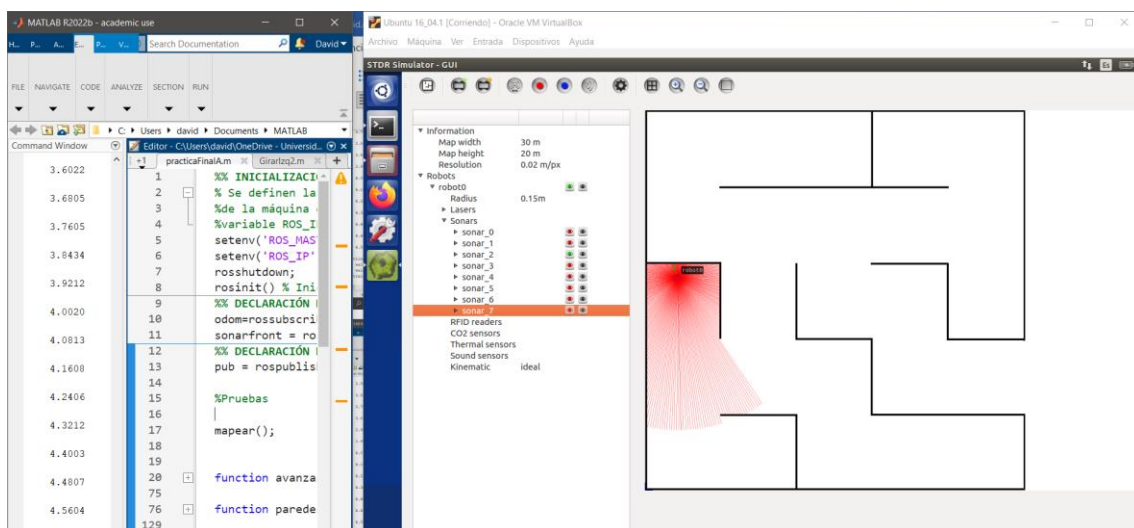 MATLAB R2022b - academic use
H... P... A... E... P... V... Search Documentation David
FILE NAVIGATE CODE ANALYZE SECTION RUN
C: Users david Documents MATLAB
Command Window
3.6022
3.6805
3.7605
3.8434
3.9212
4.0020
4.0813
4.1608
4.2406
4.3212
4.4003
4.4807
4.5604
Editor - C:\Users\david\OneDrive - Universid...
+1 practicaFinalA.m GirarIzq2.m +
1 %% INICIALIZACI
2 % Se definen la
3 %de la máquina
4 %variable ROS_I
5 setenv('ROS_MAS
6 setenv('ROS_IP'
7 rosshutdown;
8 rosinit() % Ini
9 %% DECLARACIÓN
10 odom=rossubscri
11 sonarfront = ro
12 %% DECLARACIÓN
13 pub = rospublis
14
15 %Pruebas
16
17 mapear();
18
19
20 function avanza
75
76 function parede
129
Ubuntu 16_04.1 [Corriendo] - Oracle VM VirtualBox
Archivo Máquina Ver Entrada Dispositivos Ayuda
STDR Simulator - GUI
Es
Information
Map width 30 m
Map height 20 m
Resolution 0.02 m/px
Robots
robot0
Radius 0.15m
Lasers
Sonars
sonar_0
sonar_1
sonar_2
sonar_3
sonar_4
sonar_5
sonar_6
sonar_7
RFID readers
CO2 sensors
Thermal sensors
Sound sensors
Kinematic ideal
robot0